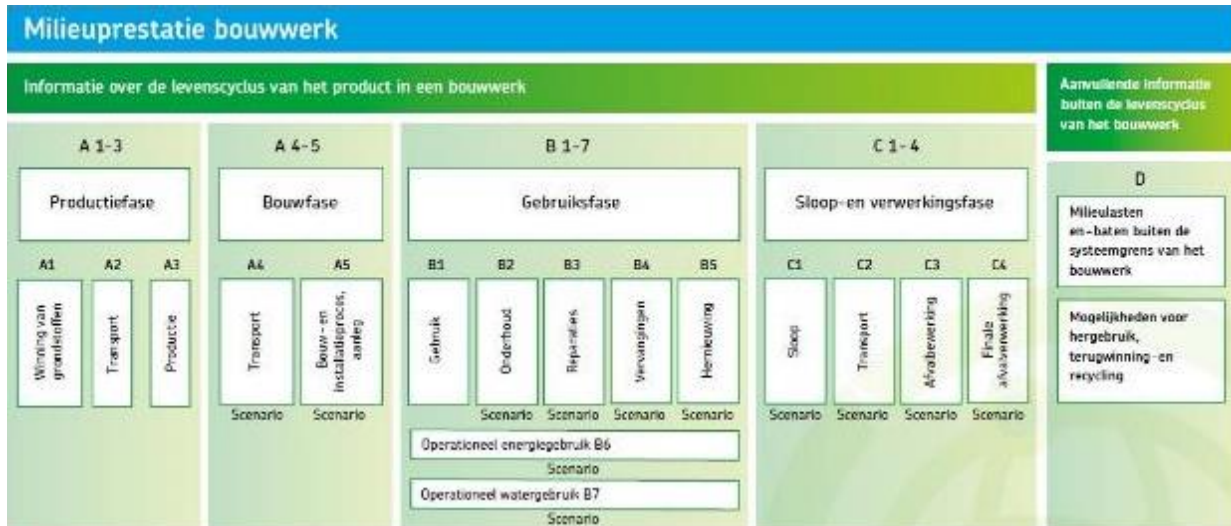 Milieuprestatie bouwwerk
Informatie over de levenscyclus van het product in een bouwwerk
Aanvullende informatie
buiten de levenscyclus
van het bouwwerk
A 1-3
Productiefase
A1
A2
A3
Winning van
grondstoffen
Transport
Productie
A 4-5
Bouwfase
A4
A5
Transport
Bouw- en
installatieproces,
aanleg
Scenario
Scenario
B 1-7
Gebruiksfase
B1
B2
B3
B4
B5
Gebruik
Onderhoud
Reparaties
Vervangingen
Hernieuwing
Scenario
Scenario
Scenario
Scenario
Operationeel energiegebruik B6
Scenario
Operationeel watergebruik B7
Scenario
C 1-4
Sloop-en verwerkingsfase
C1
C2
C3
C4
Sloop
Transport
Afvalbewerking
Finale
afvalverwerking
Scenario
Scenario
Scenario
Scenario
D
Milieulasten
en-baten buiten de
systeemgrens van het
bouwwerk
Mogelijkheden voor
hergebruik,
terugwinning-en
recycling